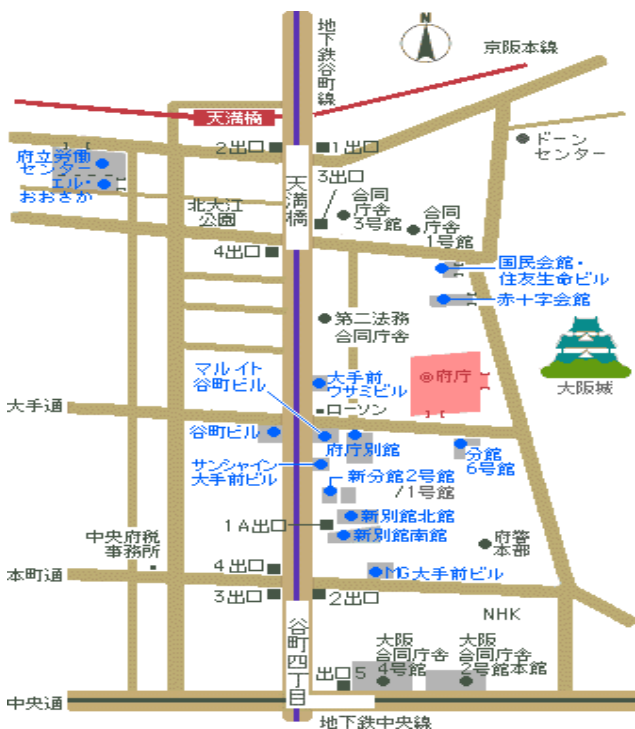 N
地下鉄谷町線
京阪本線
天満橋
2出口
1出口
ドーン
センター
府立労働
センター
エル・
おおさか
天満橋
3出口
北大江
公園
合同
庁舎
3号館
合同
庁舎
1号館
4出口
国民会館・
住友生命ビル
赤十字会館
第二法務
合同庁舎
マルイト
谷町ビル
大手前
ウサミビル
◎府庁
大阪城
大手通
ローソン
谷町ビル
府庁別館
分館
6号館
サンシャイン
大手前ビル
新分館2号館
/1号館
1A出口
新別館北館
新別館南館
中央府税
事務所
府警
本部
4出口
本町通
MG大手前ビル
3出口
2出口
NHK
谷町四丁目
大阪
合同庁舎
4号館
大阪
合同庁舎
2号館本館
出口5
中央通
地下鉄中央線